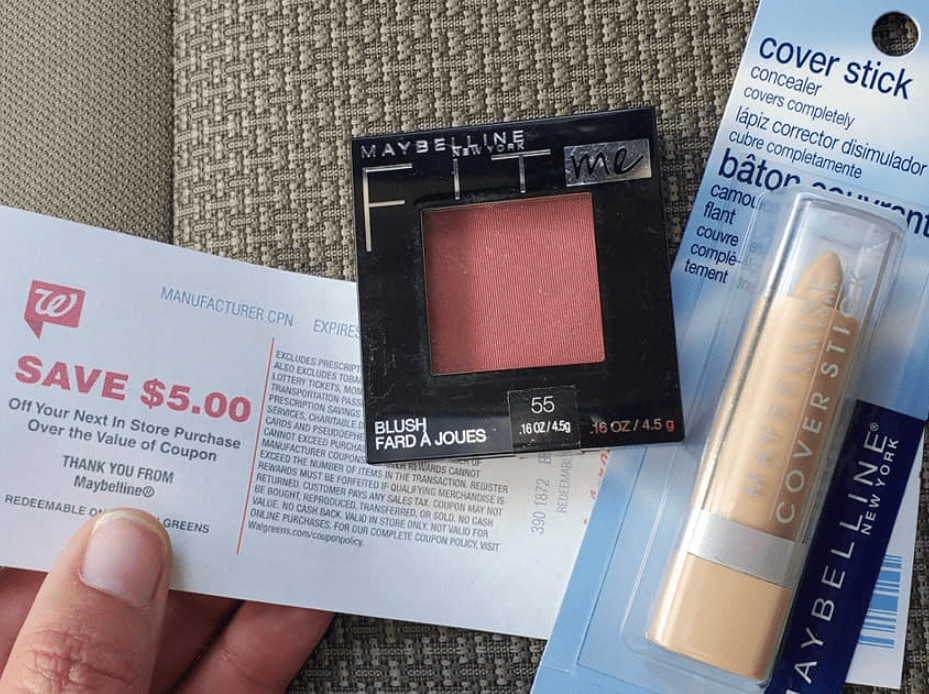 W
MANUFACTURER CPN
EXPIRES
SAVE $5.00
Off Your Next In Store Purchase
Over the Value of Coupon
THANK YOU FROM
Maybelline®
REDEEMABLE
GREENS
EXCLUDES PRESCRIPT
ALSO EXCLUDES TOBA
LOTTERY TICKETS, MON
TRANSPORTATION PASS
PRESCRIPTION SAVINGS
SERVICES, CHARITABLE D
CARDS AND PSEUDOEPHE
CANNOT EXCEED PURCHAS
MANUFACTURER COUPONS
ER REWARDS CANNOT
EXCEED THE NUMBER OF ITEMS IN THE TRANSACTION. REGISTER
REWARDS MUST BE FORFEITED IF QUALIFYING MERCHANDISE IS
RETURNED. CUSTOMER PAYS ANY SALES TAX. COUPON MAY NOT
BE BOUGHT, REPRODUCED, TRANSFERRED, OR SOLD. NO CASH
VALUE. NO CASH BACK. VALID IN STORE ONLY. NOT VALID FOR
ONLINE PURCHASES. FOR OUR COMPLETE COUPON POLICY, VISIT
Walgreens.com/couponpolicy.
390 1872
REDEEMABL
MAYBELLINE
NEW YORK
FIT me
BLUSH
FARD À JOUES
55
.16 OZ / 4.5g
.16 OZ / 4.5 g
cover stick
concealer
covers completely
lápiz corrector disimulador
cubre completamente
bâton couvrant
camou
flant
couvre
complè-
tement
MAYBELLINE
COVER STICK
MAYBELLINE®
NEW YORK